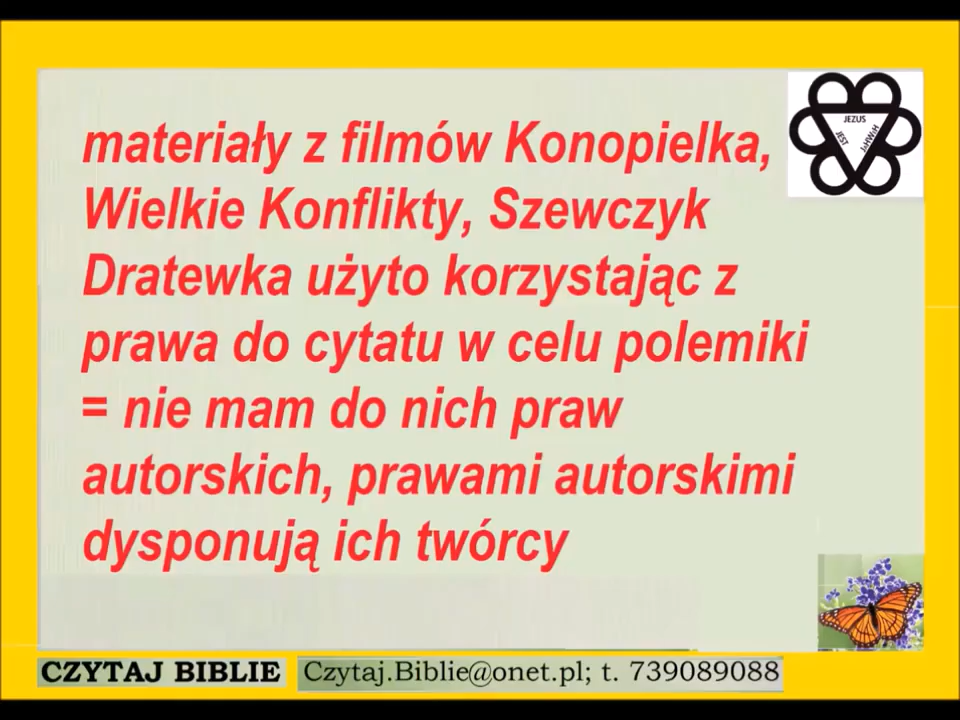 materiały z filmów Konopielka,
Wielkie Konflikty, Szewczyk
Dratewka użyto korzystając z
prawa do cytatu w celu polemiki
= nie mam do nich praw
autorskich, prawami autorskimi
dysponują ich twórcy
JEZUS
JEST
JaHWeH
CZYTAJ BIBLIE
Czytaj.Biblie@onet.pl; t. 739089088